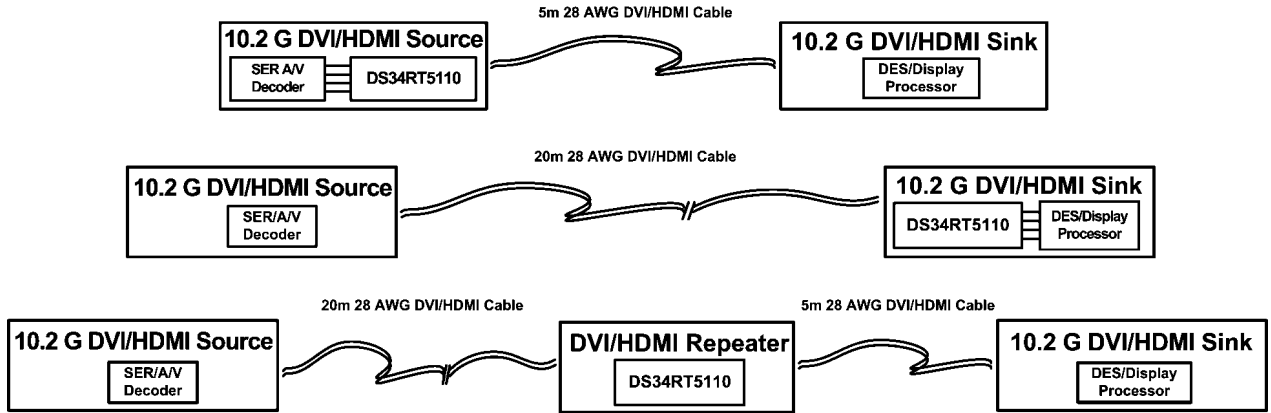 5m 28 AWG DVI/HDMI Cable
10.2 G DVI/HDMI Source
SER A/V
Decoder
DS34RT5110
10.2 G DVI/HDMI Sink
DES/Display
Processor
20m 28 AWG DVI/HDMI Cable
10.2 G DVI/HDMI Source
SER/A/V
Decoder
10.2 G DVI/HDMI Sink
DS34RT5110
DES/Display
Processor
20m 28 AWG DVI/HDMI Cable
5m 28 AWG DVI/HDMI Cable
10.2 G DVI/HDMI Source
SER/A/V
Decoder
DVI/HDMI Repeater
DS34RT5110
10.2 G DVI/HDMI Sink
DES/Display
Processor